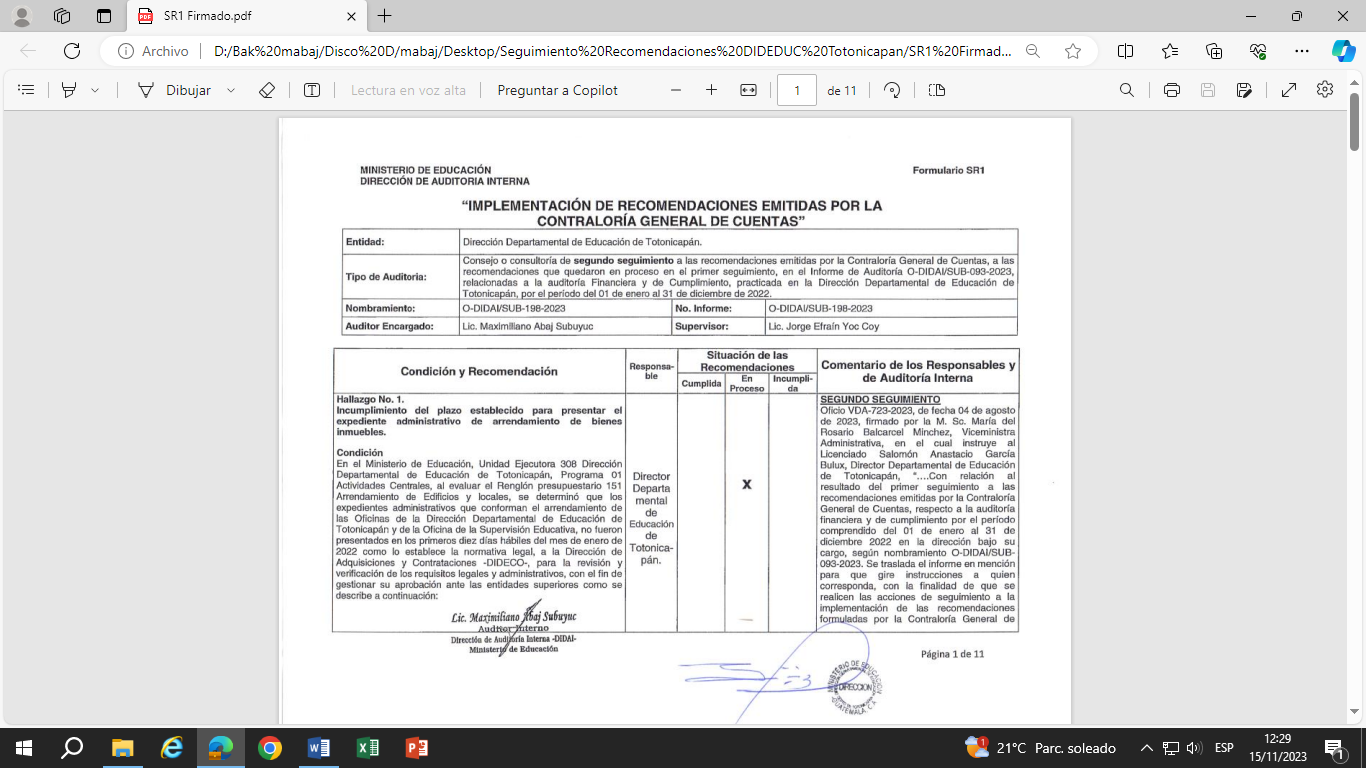 SR1 Firmado.pdf
Archivo
D:/Bak%20mabaj/Disco%20D/mabaj/Desktop/Seguimiento%20Recomendaciones%20DIDEDUC%20Totonicapan/SR1%20Firmad...
Dibujar
Lectura en voz alta
Preguntar a Copilot
1
de 11
MINISTERIO DE EDUCACIÓN
DIRECCIÓN DE AUDITORIA INTERNA
Formulario SR1
“IMPLEMENTACIÓN DE RECOMENDACIONES EMITIDAS POR LA
CONTRALORÍA GENERAL DE CUENTAS”
Entidad:
Dirección Departamental de Educación de Totonicapán.
Tipo de Auditoria:
Consejo o consultoría de segundo seguimiento a las recomendaciones emitidas por la Contraloría General de Cuentas, a las
recomendaciones que quedaron en proceso en el primer seguimiento, en el Informe de Auditoría O-DIDAI/SUB-093-2023,
relacionadas a la auditoría Financiera y de Cumplimiento, practicada en la Dirección Departamental de Educación de
Totonicapán, por el período del 01 de enero al 31 de diciembre de 2022.
Nombramiento:
O-DIDAI/SUB-198-2023
No. Informe:
O-DIDAI/SUB-198-2023
Auditor Encargado:
Lic. Maximiliano Abaj Subuyuc
Supervisor:
Lic. Jorge Efraín Yoc Coy
Condición y Recomendación
Responsa-
ble
Situación de las
Recomendaciones
Cumplida
En
Proceso
Incumpli-
da
Comentario de los Responsables y
de Auditoría Interna
Hallazgo No. 1.
Incumplimiento del plazo establecido para presentar el
expediente administrativo de arrendamiento de bienes
inmuebles.
Condición
En el Ministerio de Educación, Unidad Ejecutora 308 Dirección
Departamental de Educación de Totonicapán, Programa 01
Actividades Centrales, al evaluar el Renglón presupuestario 151
Arrendamiento de Edificios y locales, se determinó que los
expedientes administrativos que conforman el arrendamiento de
las Oficinas de la Dirección Departamental de Educación de
Totonicapán y de la Oficina de la Supervisión Educativa, no fueron
presentados en los primeros diez días hábiles del mes de enero de
2022 como lo establece la normativa legal, a la Dirección de
Adquisiciones y Contrataciones -DIDECO-, para la revisión y
verificación de los requisitos legales y administrativos, con el fin de
gestionar su aprobación ante las entidades superiores como se
describe a continuación:
Director
Departa
mental
de
Educación
de
Totonica-
pán.
X
SEGUNDO SEGUIMIENTO
Oficio VDA-723-2023, de fecha 04 de agosto
de 2023, firmado por la M. Sc. María del
Rosario Balcarcel Minchez, Viceministra
Administrativa, en el cual instruye al
Licenciado Salomón Anastacio García
Bulux, Director Departamental de Educación
de Totonicapán, “....Con relación al
resultado del primer seguimiento a las
recomendaciones emitidas por la Contraloría
General de Cuentas, respecto a la auditoría
financiera y de cumplimiento por el período
comprendido del 01 de enero al 31 de
diciembre 2022 en la dirección bajo su
cargo, según nombramiento O-DIDAI/SUB-
093-2023. Se traslada el informe en mención
para que gire instrucciones a quien
corresponda, con la finalidad de que se
realicen las acciones de seguimiento a la
implementación de las recomendaciones
formuladas por la Contraloría General de
Lic. Maximiliano Abaj Subuyuc
Auditor Interno
Dirección de Auditoría Interna -DIDAI-
Ministerio de Educación
Página 1 de 11
MINISTERIO DE EDUCACION
DIRECCION
GUATEMALA, C.A.
1
21°C Parc. soleado
ESP
12:29
15/11/2023
1